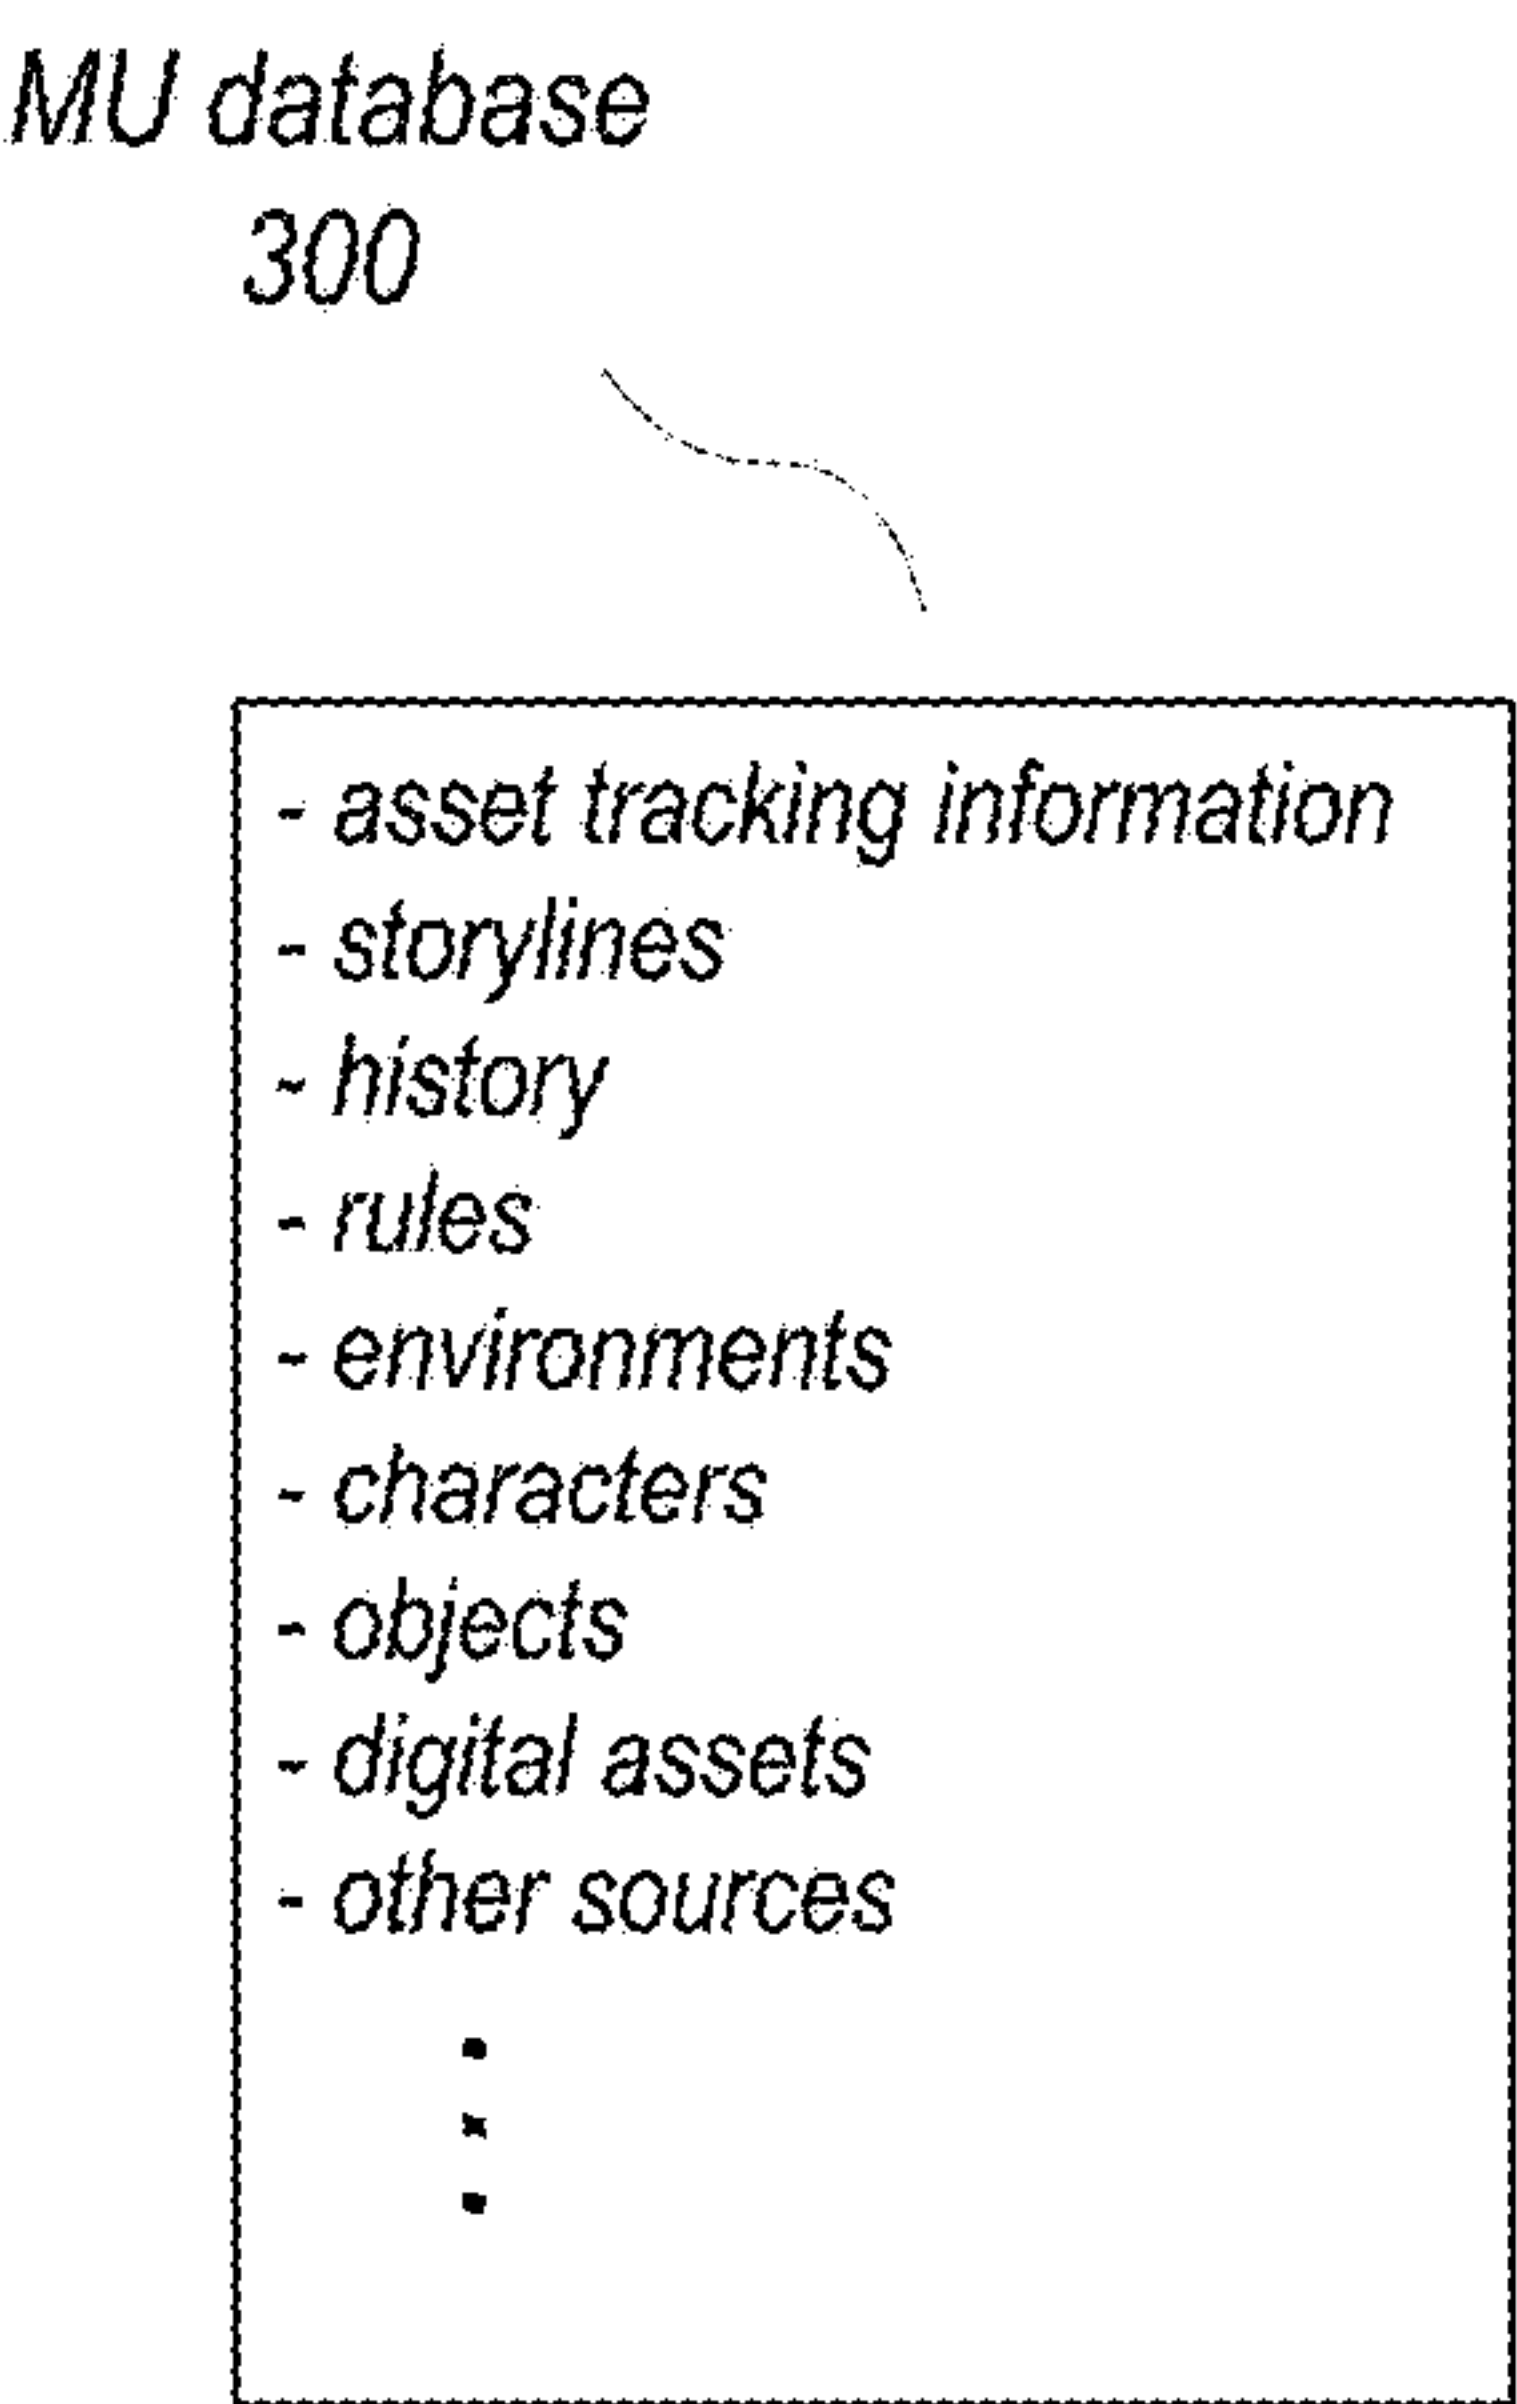 MU database
300
- asset tracking information
- storylines
- history
- rules
- environments
- characters
- objects
- digital assets
- other sources